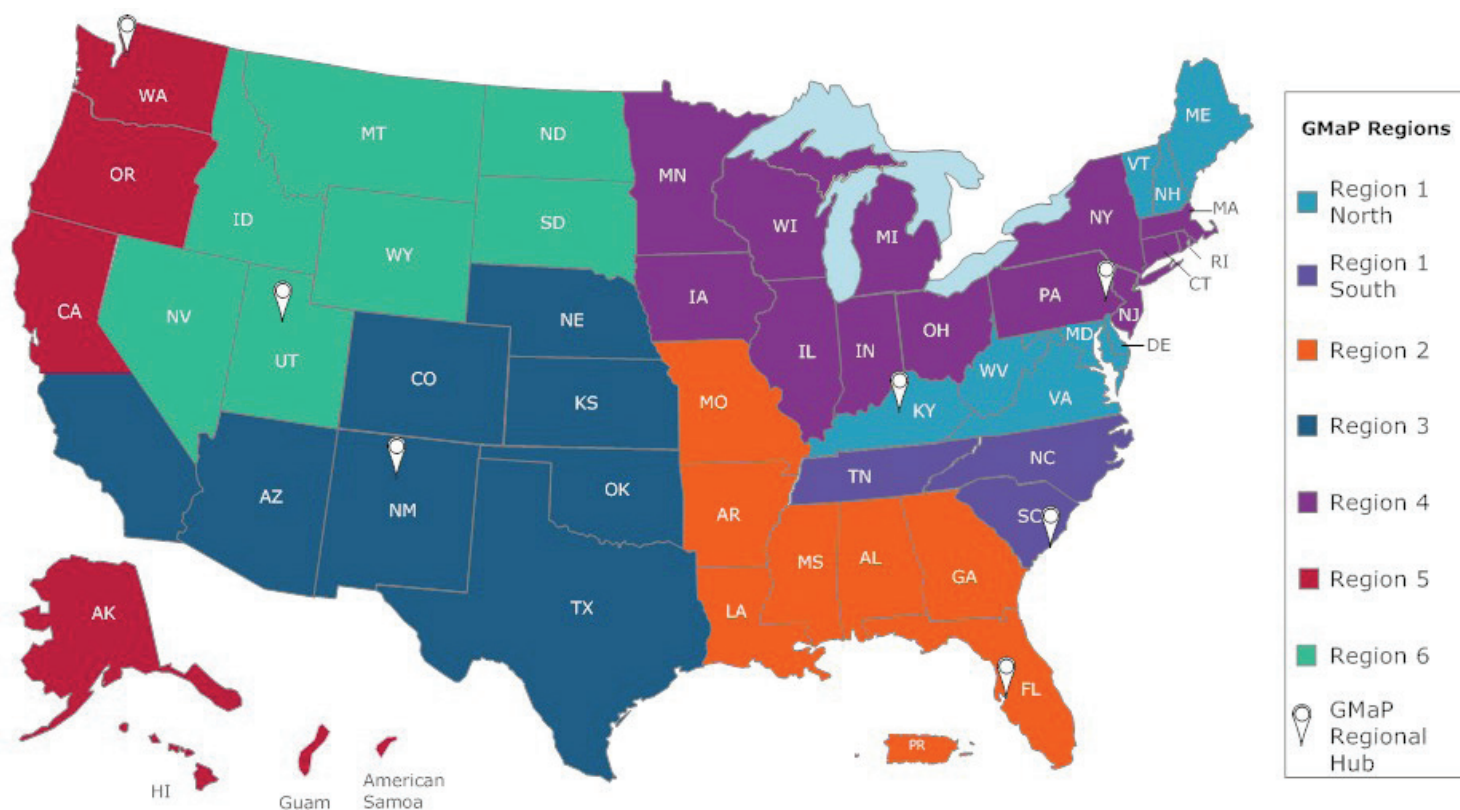 WA
OR
CA
MT
ID
WY
NV
UT
ND
SD
NE
CO
KS
AZ
NM
OK
TX
MN
WI
MI
IA
IL
IN
OH
MO
AR
LA
MS
AL
GA
FL
PR
TN
NC
SC
KY
WV
VA
MD
DE
PA
NJ
NY
CT
RI
MA
VT
NH
ME
AK
HI
Guam
American
Samoa
GMaP Regions
Region 1
North
Region 1
South
Region 2
Region 3
Region 4
Region 5
Region 6
GMaP
Regional
Hub